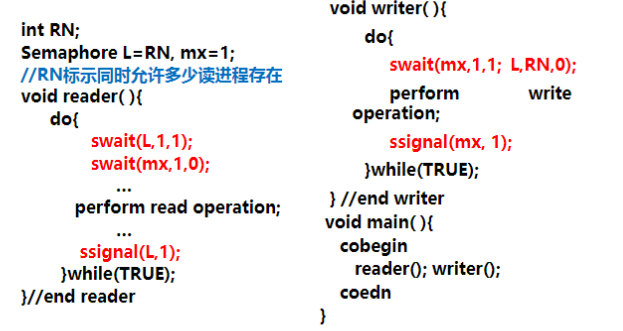 int RN;
Semaphore L=RN, mx=1;
//RN标示同时允许多少读进程存在
void reader( ){
do{
swait(L,1,1);
swait(mx,1,0);
...
perform read operation;
...
ssignal(L,1);
}while(TRUE);
}//end reader
void writer( ){
do{
swait(mx,1,1; L,RN,0);
perform write
operation;
ssignal(mx, 1);
}while(TRUE);
} //end writer
void main( ){
cobegin
reader(); writer();
coedn
}